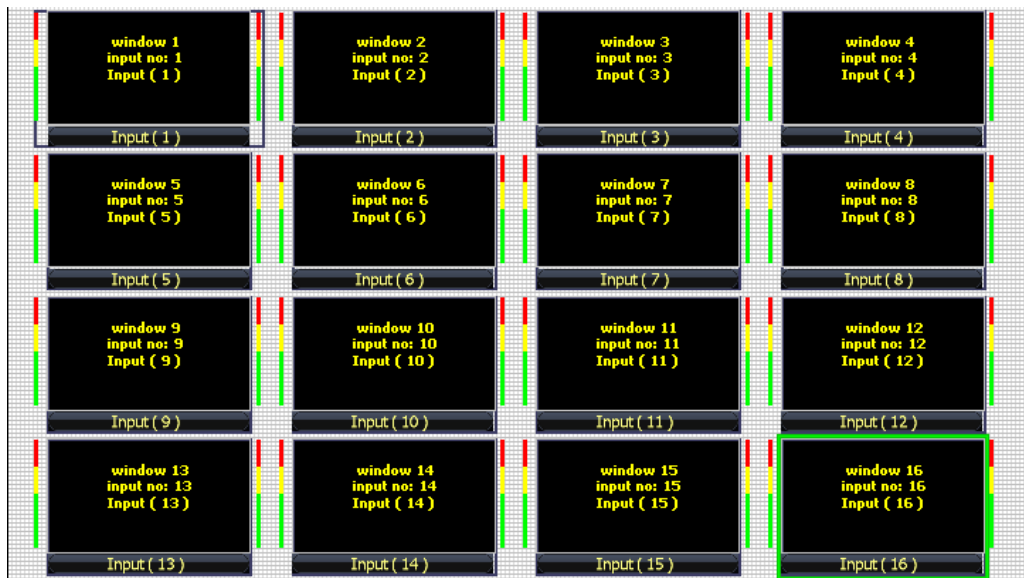 window 1
input no: 1
Input ( 1 )
Input ( 1 )
window 2
input no: 2
Input ( 2 )
Input ( 2 )
window 3
input no: 3
Input ( 3 )
Input ( 3 )
window 4
input no: 4
Input ( 4 )
Input ( 4 )
window 5
input no: 5
Input ( 5 )
Input ( 5 )
window 6
input no: 6
Input ( 6 )
Input ( 6 )
window 7
input no: 7
Input ( 7 )
Input ( 7 )
window 8
input no: 8
Input ( 8 )
Input ( 8 )
window 9
input no: 9
Input ( 9 )
Input ( 9 )
window 10
input no: 10
Input ( 10 )
Input ( 10 )
window 11
input no: 11
Input ( 11 )
Input ( 11 )
window 12
input no: 12
Input ( 12 )
Input ( 12 )
window 13
input no: 13
Input ( 13 )
Input ( 13 )
window 14
input no: 14
Input ( 14 )
Input ( 14 )
window 15
input no: 15
Input ( 15 )
Input ( 15 )
window 16
input no: 16
Input ( 16 )
Input ( 16 )